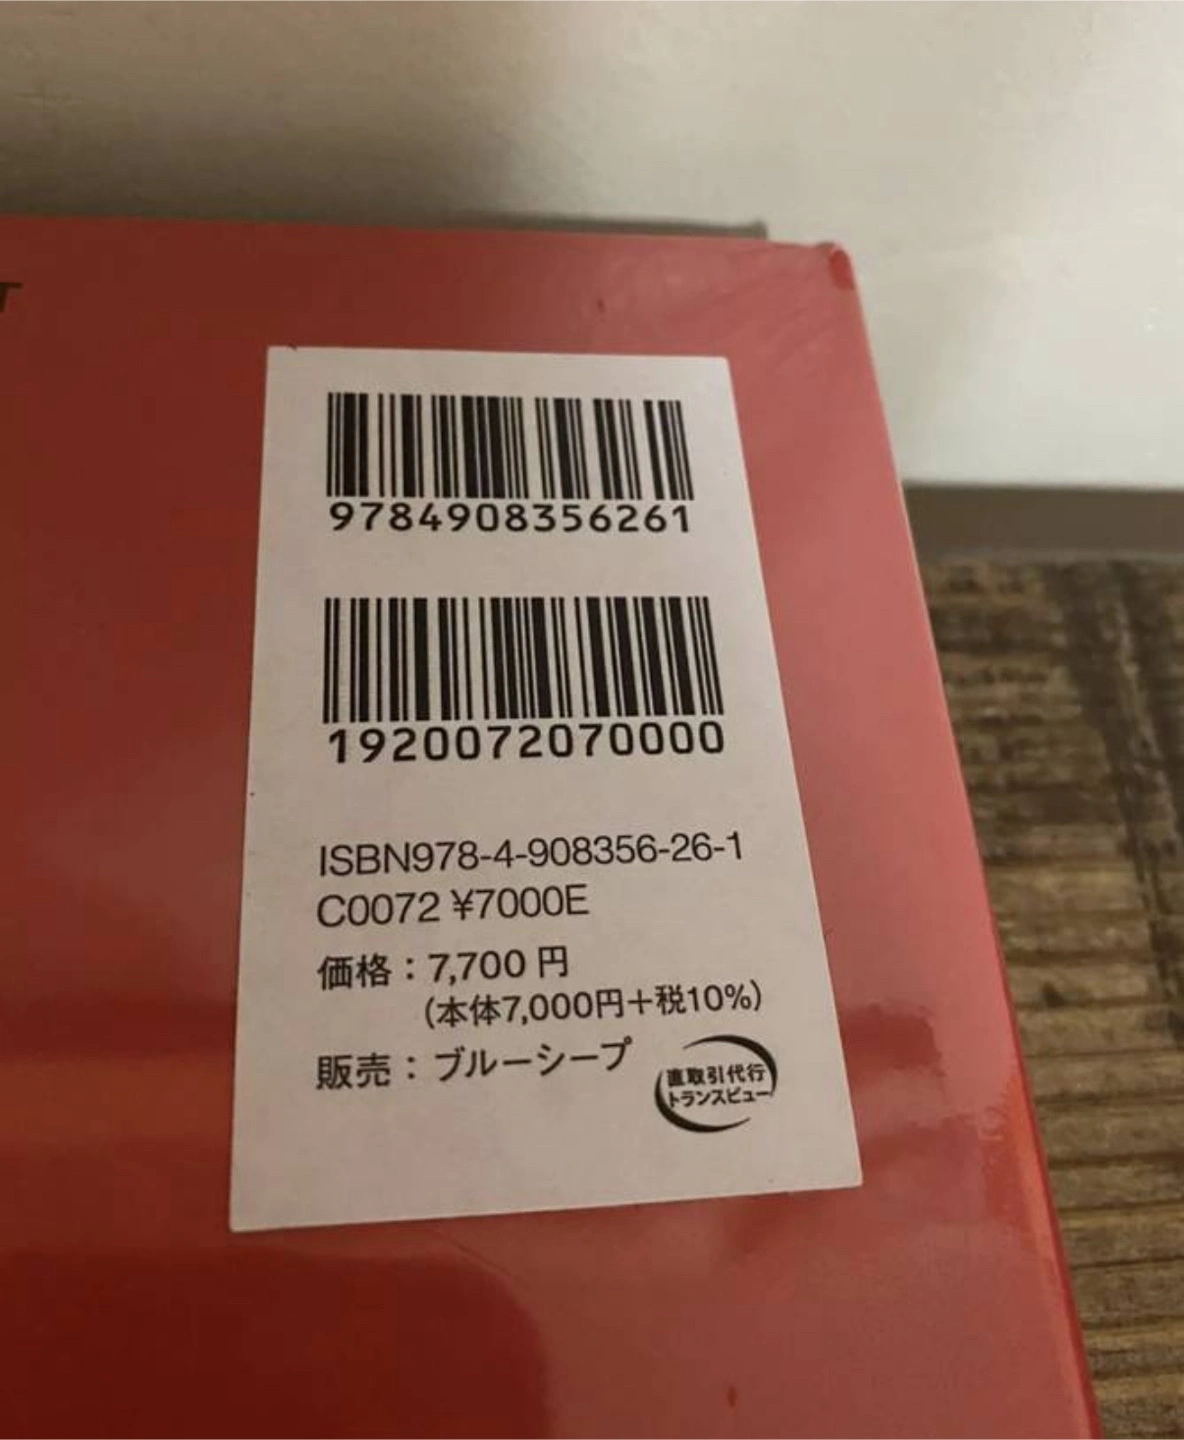 T
9784908356261
1920072070000
ISBN978-4-908356-26-1
C0072 ¥7000E
価格：7,700 円
(本体7,000円＋税10%)
販売：ブルーシープ
直取引代行
トランスビュー